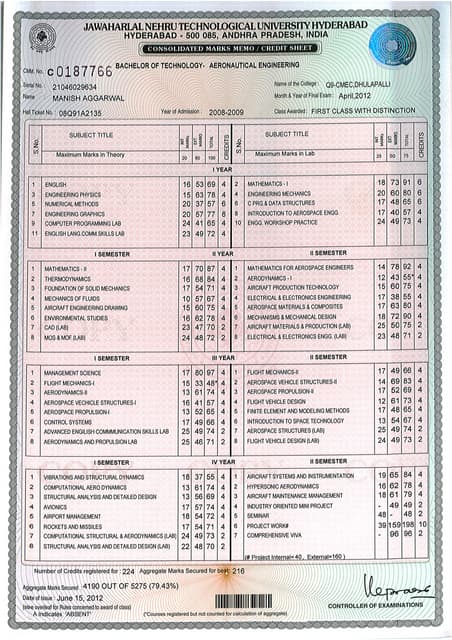 JAWAHARLAL NEHRU TECHNOLOGICAL UNIVERSITY HYDERABAD
HYDERABAD - 500 085, ANDHRA PRADESH, INDIA
CONSOLIDATED MARKS MEMO / CREDIT SHEET
CMM. No. C0187766 BACHELOR OF TECHNOLOGY- AERONAUTICAL ENGINEERING
Serial No : 21046029634 Name of the College : Q9-CMEC,DHULAPALLI
Name : MANISH AGGARWAL Month & Year of Final Exam : April,2012
Hall Ticket No : 08Q91A2135 Year of Admission : 2008-2009 Class Awarded : FIRST CLASS WITH DISTINCTION
S.No. SUBJECT TITLE TOTAL CREDITS S.No. SUBJECT TITLE TOTAL CREDITS
Maximum Marks in Theory 20 80 100 Maximum Marks in Lab 25 50 75
I YEAR
1 ENGLISH 16 53 69 4 2 MATHEMATICS - I 18 73 91 6
3 ENGINEERING PHYSICS 15 63 78 4 4 ENGINEERING MECHANICS 20 60 80 6
5 NUMERICAL METHODS 20 37 57 6 6 C PRG.& DATA STRUCTURES 17 48 65 6
7 ENGINEERING GRAPHICS 20 57 77 8 8 INTRODUCTION TO AEROSPACE ENGG 17 40 57 4
9 COMPUTER PROGRAMMING LAB 24 41 65 4 10 ENGG. WORKSHOP PRACTICE 24 49 73 4
11 ENGLISH LANG.COMM.SKILLS LAB 23 49 72 4
I SEMESTER II YEAR II SEMESTER
1 MATHEMATICS - II 17 70 87 4 1 MATHEMATICS FOR AEROSPACE ENGINEERS 14 78 92 4
2 THERMODYNAMICS 16 68 84 4 2 AERODYNAMICS - I 12 43 55* 4
3 FOUNDATION OF SOLID MECHANICS 17 54 71 4 3 AIRCRAFT PRODUCTION TECHNOLOGY 15 60 75 4
4 MECHANICS OF FLUIDS 10 57 67 4 4 ELECTRICAL & ELECTRONICS ENGINEERING 17 38 55 4
5 AIRCRAFT ENGINEERING DRAWING 15 60 75 4 5 AEROSPACE MATERIALS & COMPOSITES 17 63 80 4
6 ENVIRONMENTAL STUDIES 16 62 78 4 6 MECHANISMS & MECHANICAL DESIGN 18 72 90 4
7 CAD (LAB) 23 47 70 2 7 AIRCRAFT MATERIALS & PRODUCTION (LAB) 25 50 75 2
8 MOS & MOF (LAB) 24 48 72 2 8 ELECTRICAL & ELECTRONICS ENGG. (LAB) 23 48 71 2
I SEMESTER III YEAR II SEMESTER
1 MANAGEMENT SCIENCE 17 80 97 4 1 FLIGHT MECHANICS-II 17 49 66 4
2 FLIGHT MECHANICS-I 15 33 48* 4 2 AEROSPACE VEHICLE STRUCTURES-II 14 69 83 4
3 AERODYNAMICS-II 13 61 74 4 3 AEROSPACE PROPULSION-II 17 52 69 4
4 AEROSPACE VECHICLE STRUCTURES-I 16 41 57 4 4 FLIGHT VEHICLE DESIGN 12 61 73 4
5 AEROSPACE PROPULSION-I 13 52 65 4 5 FINITE ELEMENT AND MODELING METHODS 17 48 65 4
6 CONTROL SYSTEMS 17 49 66 4 6 INTRODUCTION TO SPACE TECHNOLOGY 13 54 67 4
7 ADVANCED ENGLISH COMMUNICATION SKILLS LAB 25 49 74 2 7 AEROSPACE STRUCTURES (LAB) 25 49 74 2
8 AERODYNAMICS AND PROPULSION LAB 25 46 71 2 8 FLIGHT VEHICLE DESIGN (LAB) 24 49 73 2
I SEMESTER IV YEAR II SEMESTER
1 VIBRATIONS AND STRUCTURAL DYNAMICS 18 37 55 4 1 AIRCRAFT SYSTEMS AND INSTRUMENTATION 19 65 84 4
2 COMPUTATIONAL AERO DYNAMICS 13 61 74 4 2 HYPERSONIC AERODYNAMICS 16 62 78 4
3 STRUCTURAL ANALYSIS AND DETAILED DESIGN 13 56 69 4 3 AIRCRAFT MAINTENANCE MANAGEMENT 18 61 79 4
4 AVIONICS 17 57 74 4 4 INDUSTRY ORIENTED MINI PROJECT - 49 49 2
5 AIRPORT MANAGEMENT 18 54 72 4 5 SEMINAR 48 - 48 2
6 ROCKETS AND MISSILES 17 54 71 4 6 PROJECT WORK# 39 159 198 10
7 COMPUTATIONAL STRUCTURAL & AERODYNAMICS (LAB) 24 49 73 2 7 COMPREHENSIVE VIVA - 96 96 2
8 STRUCTURAL ANALYSIS AND DETAILED DESIGN (LAB) 22 48 70 2
(# Project Internal=40, External=160 )
Number of Credits registered for : 224 Aggregate Marks Secured for best : 216
Aggregate Marks Secured : 4190 OUT OF 5275 (79.43%)
Date of Issue : June 15, 2012
(see overleaf for Rules concerned to award of class)
A Indicates 'ABSENT' (*Courses registered but not counted for calculation of aggregate)
CONTROLLER OF EXAMINATIONS